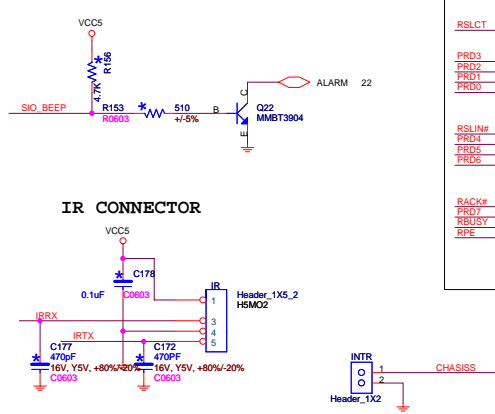 VCC5
RSLCT
R156
4.7K
PRD3
PRD2
PRD1
PRD0
ALARM 22
SIO_BEEP
R153
510
B
C
E
Q22
R0603
+/-5%
MMBT3904
RSLIN#
PRD4
PRD5
PRD6
IR CONNECTOR
RACK#
PRD7
RBUSY
RPE
VCC5
C178
0.1uF
C0603
IR
Header_1X5_2
H5MO2
1
3
4
5
IRRX
IRTX
C177
470pF
16V, Y5V, +80%/-20%
C0603
C172
470PF
16V, Y5V, +80%/-20%
C0603
INTR
1
2
CHASISS
Header_1X2